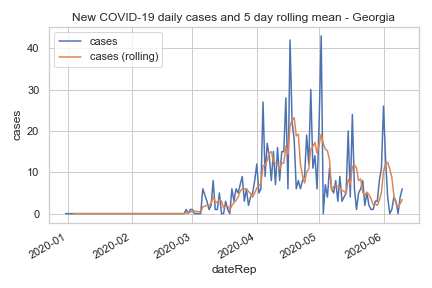 New COVID-19 daily cases and 5 day rolling mean - Georgia
cases
cases (rolling)
40
30
20
10
0
cases
2020-01
2020-02
2020-03
2020-04
2020-05
2020-06
dateRep